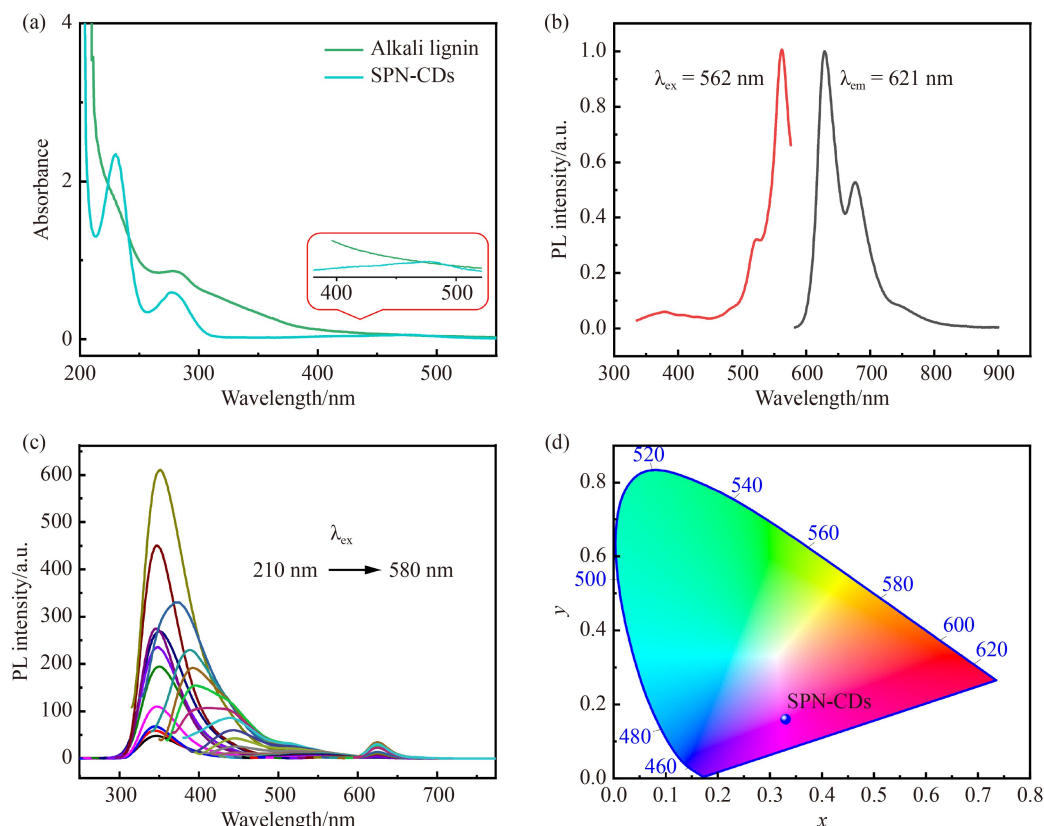 (a)
4
2
0
Absorbance
Alkali lignin
SPN-CDs
400 500
200 300 400 500
Wavelength/nm
(b)
1.0
0.8
0.6
0.4
0.2
0.0
PL intensity/a.u.
λex = 562 nm
λem = 621 nm
300 400 500 600 700 800 900
Wavelength/nm
(c)
600
500
400
300
200
100
0
PL intensity/a.u.
λex
210 nm 580 nm
300 400 500 600 700
Wavelength/nm
(d)
0.8
0.6
0.4
0.2
0.0
y
520
540
560
500
580
600
620
SPN-CDs
480
460
0.0 0.1 0.2 0.3 0.4 0.5 0.6 0.7 0.8
x